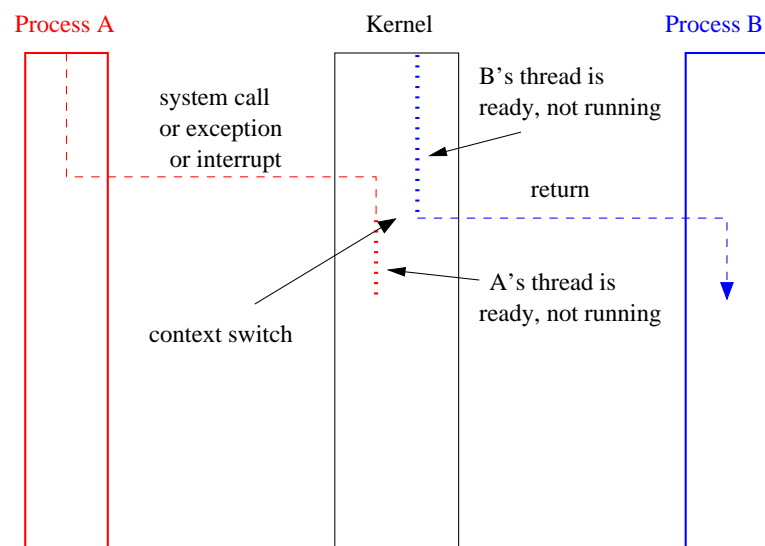 Process A
Kernel
Process B
system call
or exception
or interrupt
B’s thread is
ready, not running
return
A’s thread is
ready, not running
context switch